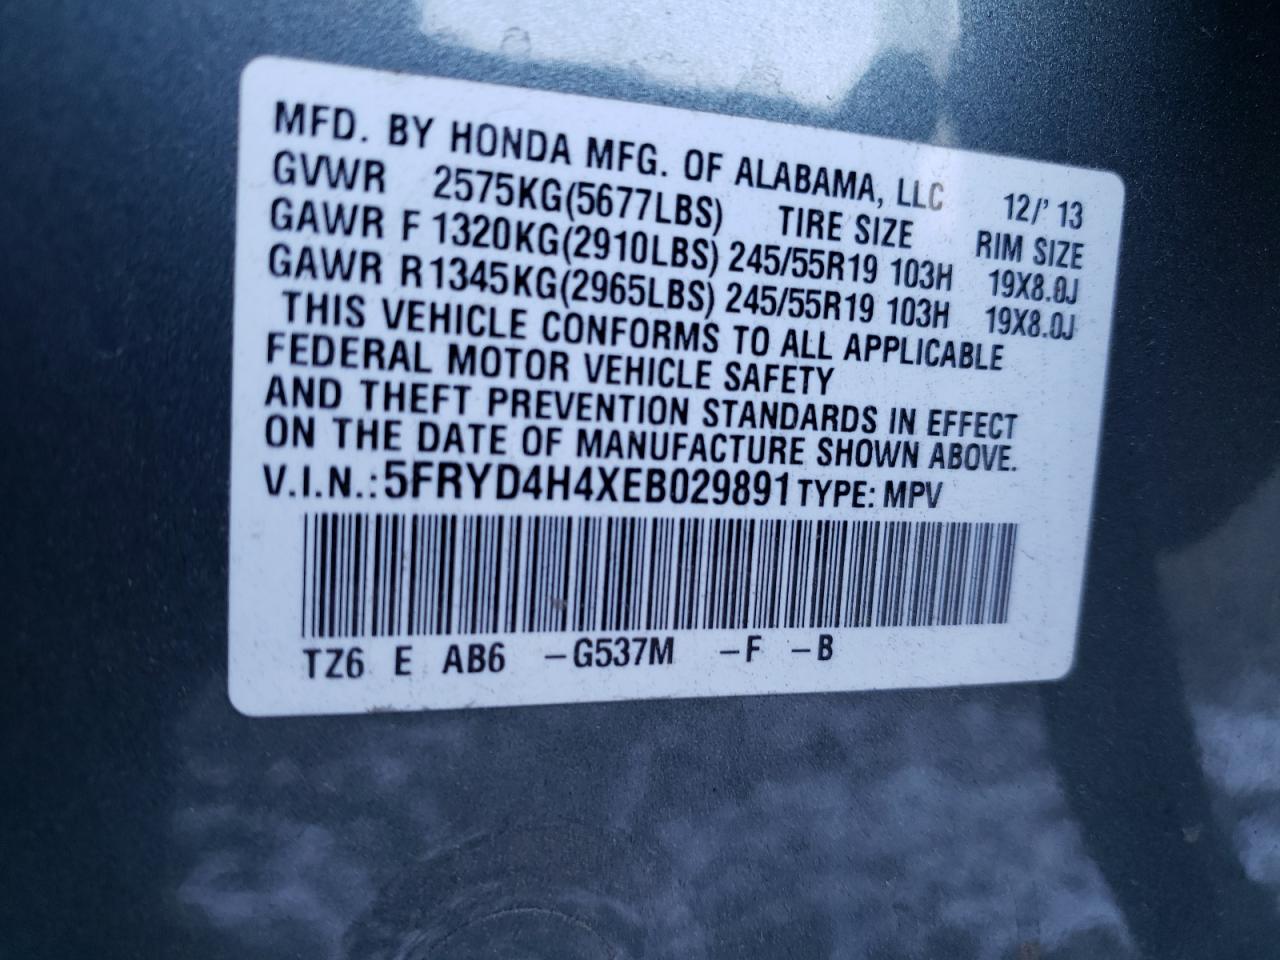 MFD. BY HONDA MFG. OF ALABAMA, LLC 12/' 13
GVWR 2575KG(5677LBS) TIRE SIZE RIM SIZE
GAWR F 1320KG(2910LBS) 245/55R19 103H 19X8.0J
GAWR R 1345KG(2965LBS) 245/55R19 103H 19X8.0J
THIS VEHICLE CONFORMS TO ALL APPLICABLE
FEDERAL MOTOR VEHICLE SAFETY
AND THEFT PREVENTION STANDARDS IN EFFECT
ON THE DATE OF MANUFACTURE SHOWN ABOVE.
V.I.N.: 5FRYD4H4XEB029891 TYPE: MPV
TZ6 E AB6 –G537M –F –B